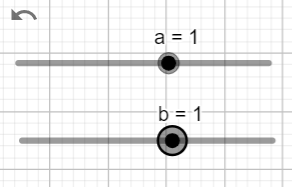 a = 1
b = 1